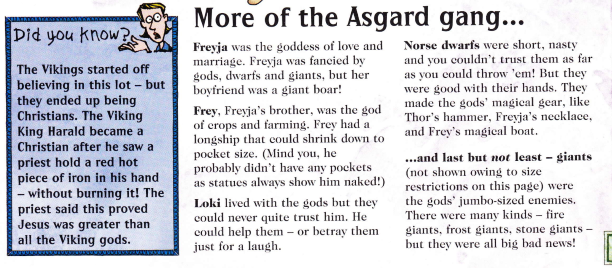 More of the Asgard gang...
Did you know?
The Vikings started off
believing in this lot – but
they ended up being
Christians. The Viking
King Harald became a
Christian after he saw a
priest hold a red hot
piece of iron in his hand
– without burning it! The
priest said this proved
Jesus was greater than
all the Viking gods.
Freyja was the goddess of love and
marriage. Freyja was fancied by
gods, dwarfs and giants, but her
boyfriend was a giant boar!
Frey, Freyja's brother, was the god
of crops and farming. Frey had a
longship that could shrink down to
pocket size. (Mind you, he
probably didn't have any pockets
as statues always show him naked!)
Loki lived with the gods but they
could never quite trust him. He
could help them – or betray them
just for a laugh.
Norse dwarfs were short, nasty
and you couldn't trust them as far
as you could throw 'em! But they
were good with their hands. They
made the gods' magical gear, like
Thor's hammer, Freyja's necklace,
and Frey's magical boat.
...and last but not least – giants
(not shown owing to size
restrictions on this page) were
the gods' jumbo-sized enemies.
There were many kinds – fire
giants, frost giants, stone giants –
but they were all big bad news!